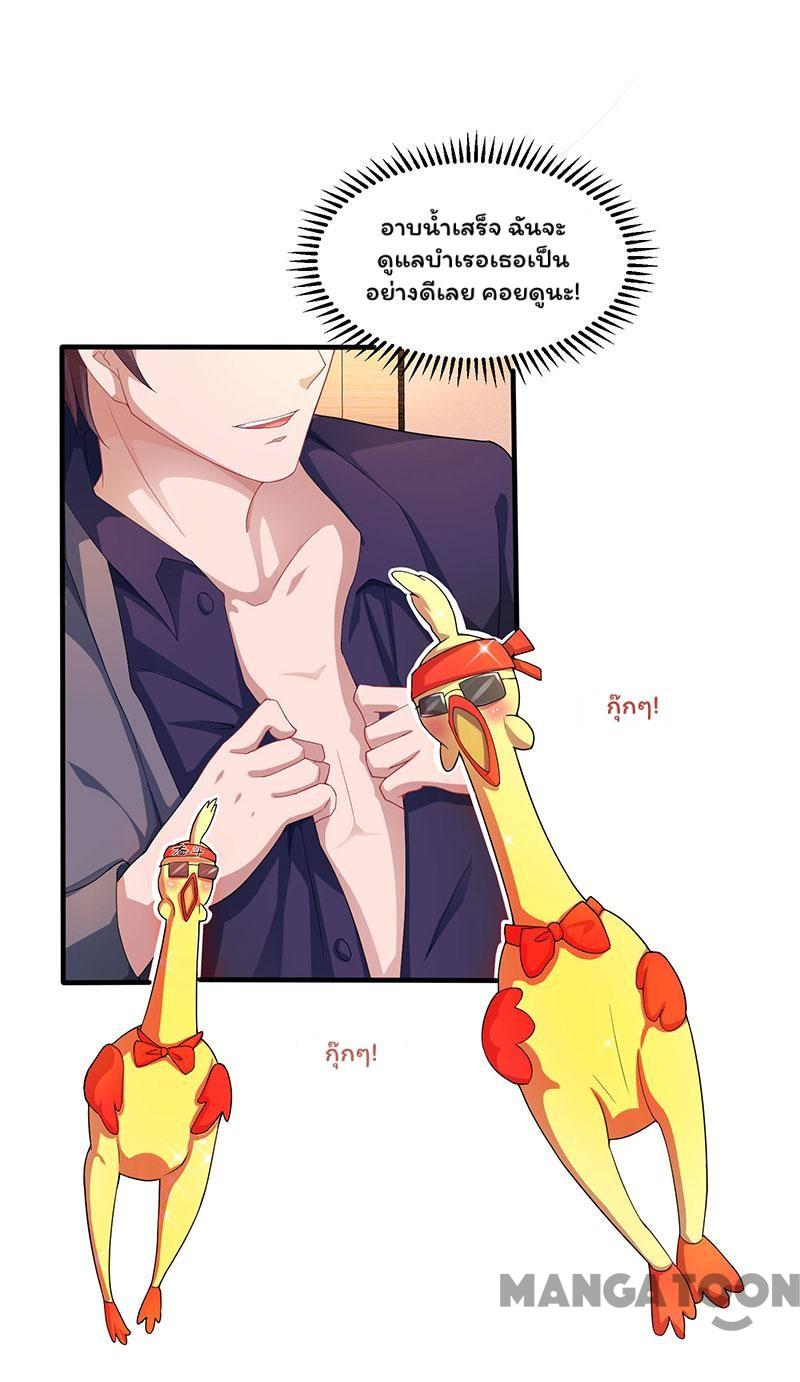 อาบน้ำเสร็จ ฉันจะ
ดูแลบำเรอเธอเป็น
อย่างดีเลย คอยดูนะ!
กุ๊กๆ!
奋斗
กุ๊กๆ!
MANGATOON